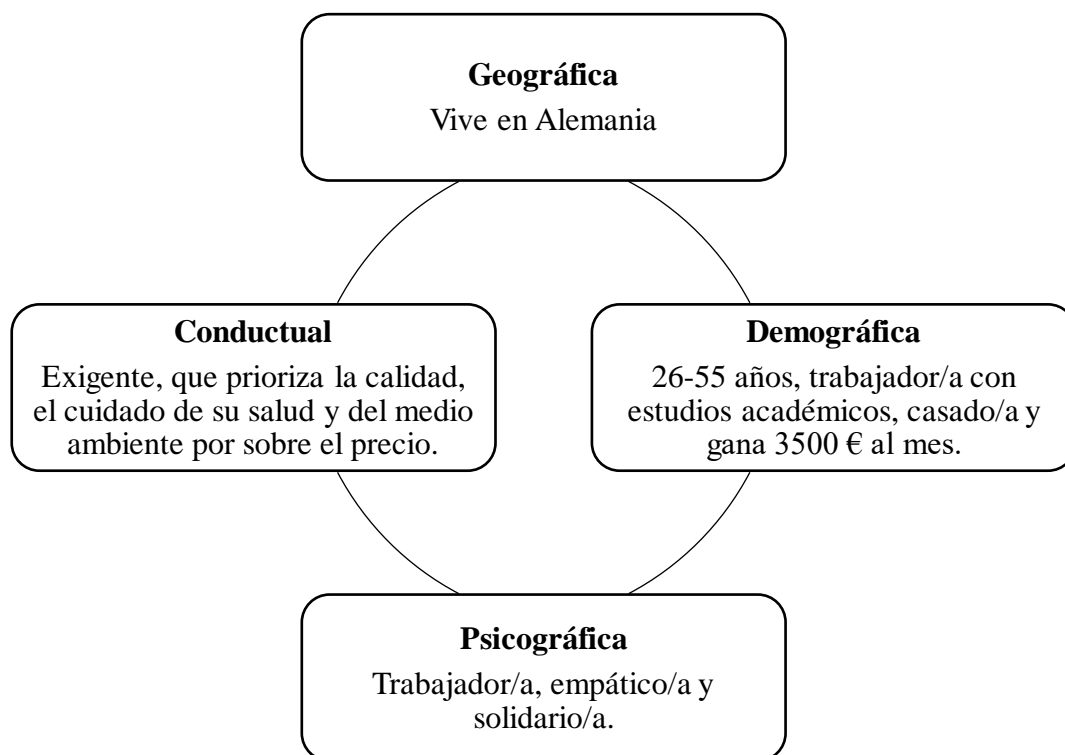 Geográfica
Vive en Alemania
Conductual
Exigente, que prioriza la calidad,
el cuidado de su salud y del medio
ambiente por sobre el precio.
Demográfica
26-55 años, trabajador/a con
estudios académicos, casado/a y
gana 3500 € al mes.
Psicográfica
Trabajador/a, empático/a y
solidario/a.